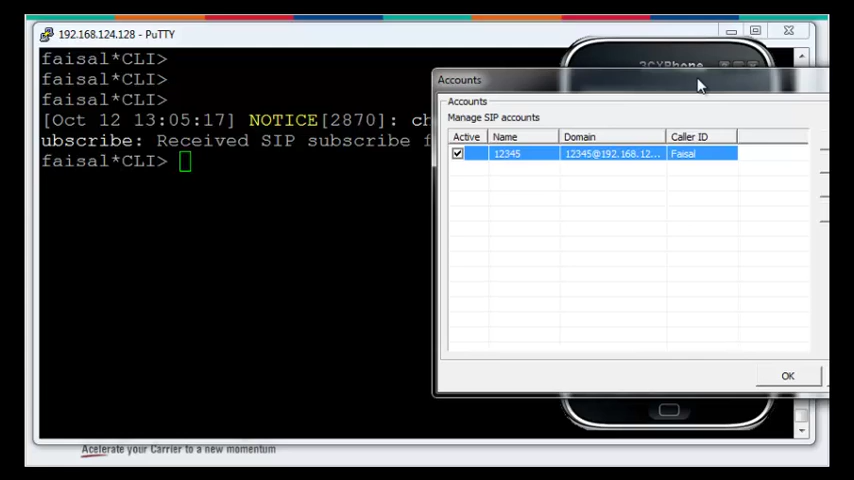 192.168.124.128 - PuTTY
faisal*CLI>
faisal*CLI>
faisal*CLI>
[Oct 12 13:05:17] NOTICE[2870]: ch
ubscribe: Received SIP subscribe f
faisal*CLI>
3CXPhone
Accounts
Accounts
Manage SIP accounts
Active Name Domain Caller ID
12345 12345@192.168.12... Faisal
OK
Acelerate your Carrier to a new momentum